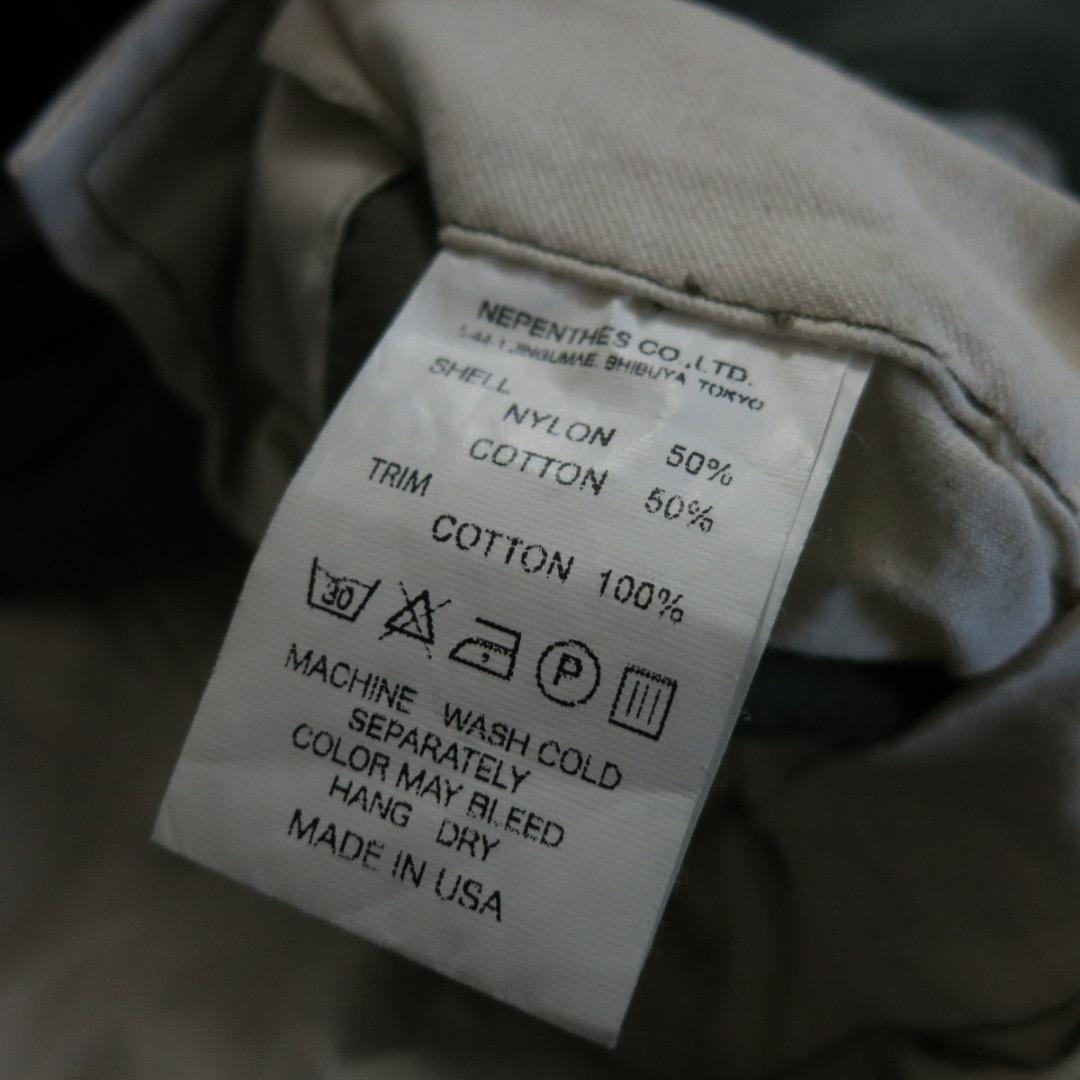 NEPENTHES CO.,LTD.
1-44-1 JINGUMAE. SHIBUYA TOKYO
SHELL
NYLON 50%
COTTON 50%
TRIM
COTTON 100%
30 P
MACHINE WASH COLD
SEPARATELY
COLOR MAY BLEED
HANG DRY
MADE IN USA